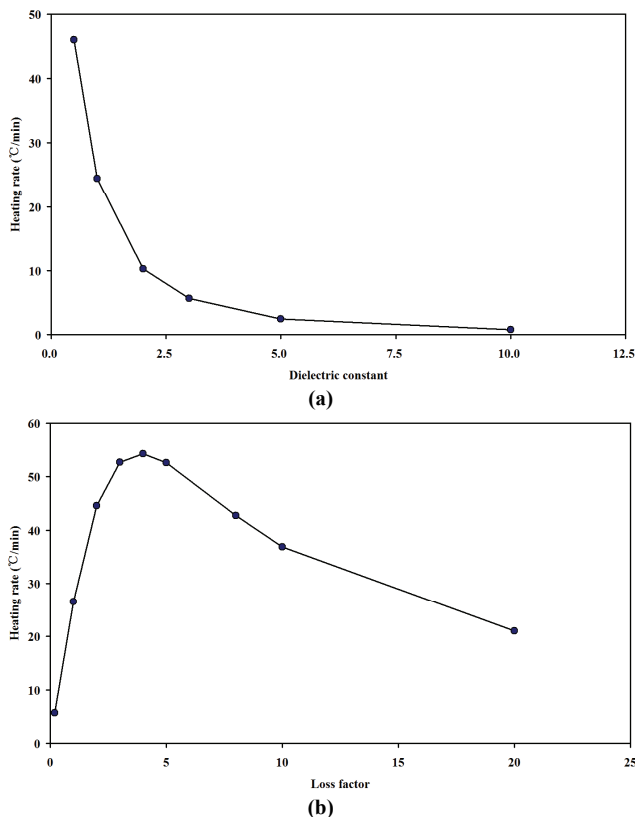 50
40
30
20
10
0
Heating rate (℃/min)
0.0 2.5 5.0 7.5 10.0 12.5
Dielectric constant
(a)
60
50
40
30
20
10
0
Heating rate (℃/min)
0 5 10 15 20 25
Loss factor
(b)